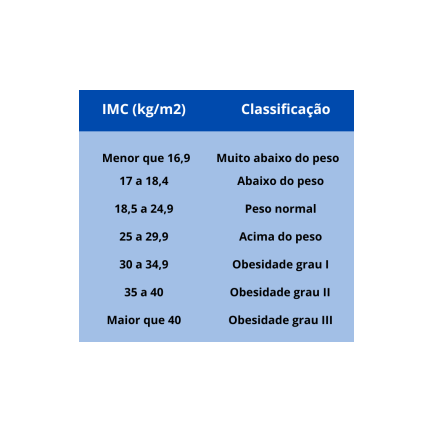 IMC (kg/m2) Classificação
Menor que 16,9 Muito abaixo do peso
17 a 18,4 Abaixo do peso
18,5 a 24,9 Peso normal
25 a 29,9 Acima do peso
30 a 34,9 Obesidade grau I
35 a 40 Obesidade grau II
Maior que 40 Obesidade grau III